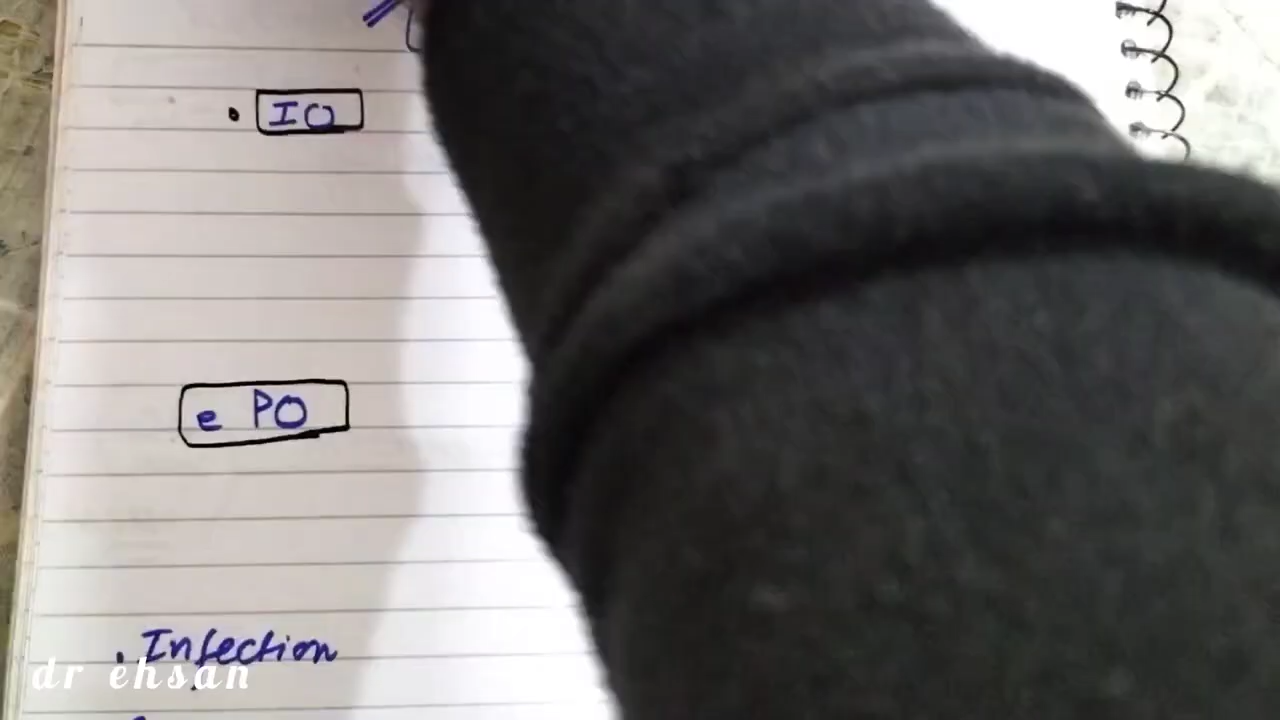 • IO
e PO
• Infection
dr ehsan